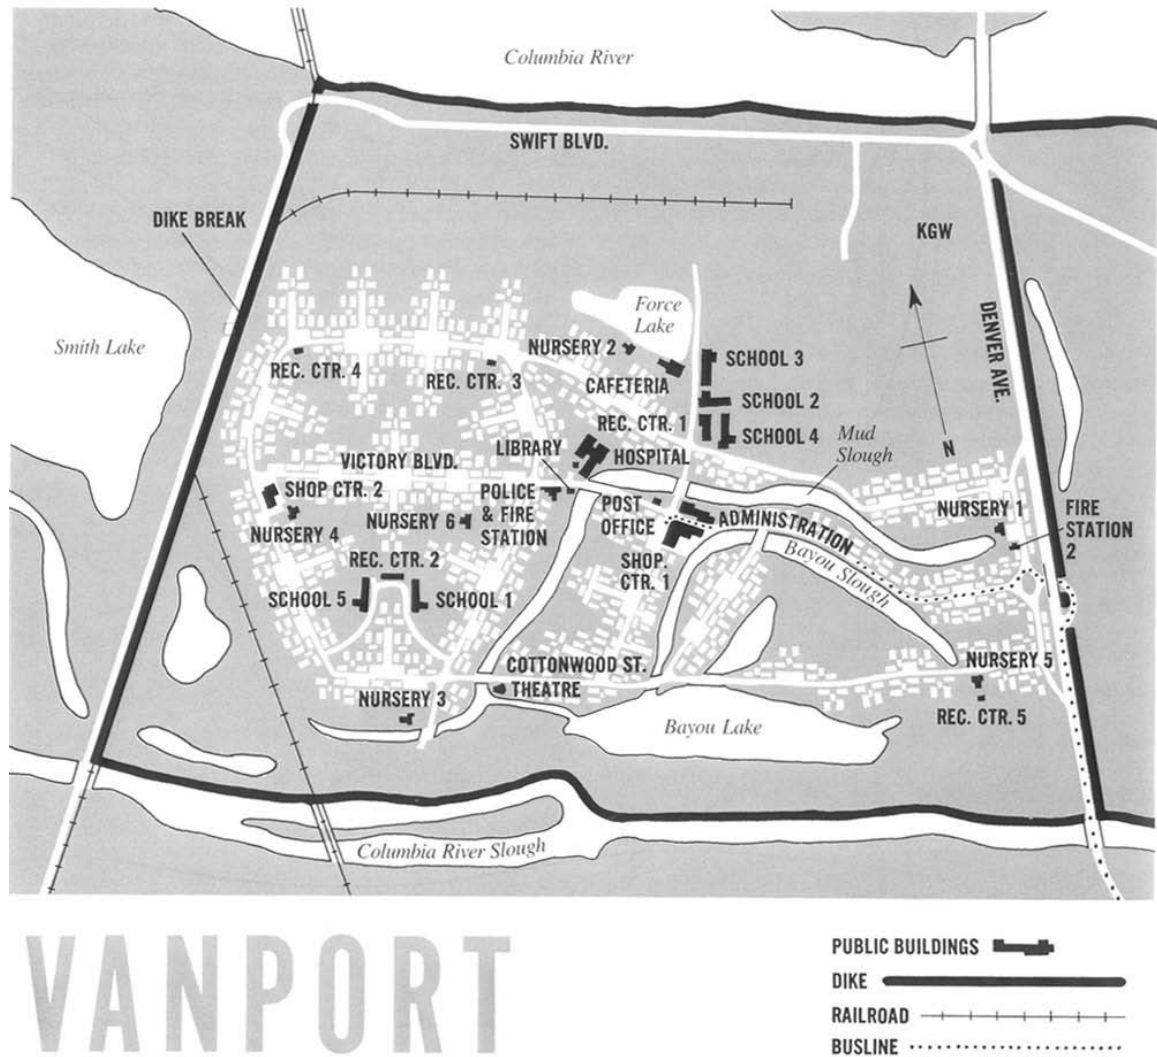 Columbia River
SWIFT BLVD.
DIKE BREAK
KGW
Smith Lake
Force
Lake
DENVER AVE.
NURSERY 2
SCHOOL 3
REC. CTR. 4
REC. CTR. 3
CAFETERIA
SCHOOL 2
REC. CTR. 1
SCHOOL 4
Mud
Slough
N
LIBRARY
HOSPITAL
VICTORY BLVD.
SHOP CTR. 2
POLICE
& FIRE
STATION
POST
OFFICE
ADMINISTRATION
NURSERY 1
FIRE
STATION
2
NURSERY 4
NURSERY 6
SHOP.
CTR. 1
Bayou Slough
REC. CTR. 2
SCHOOL 5
SCHOOL 1
COTTONWOOD ST.
THEATRE
NURSERY 5
NURSERY 3
Bayou Lake
REC. CTR. 5
Columbia River Slough
VANPORT
PUBLIC BUILDINGS
DIKE
RAILROAD
BUSLINE